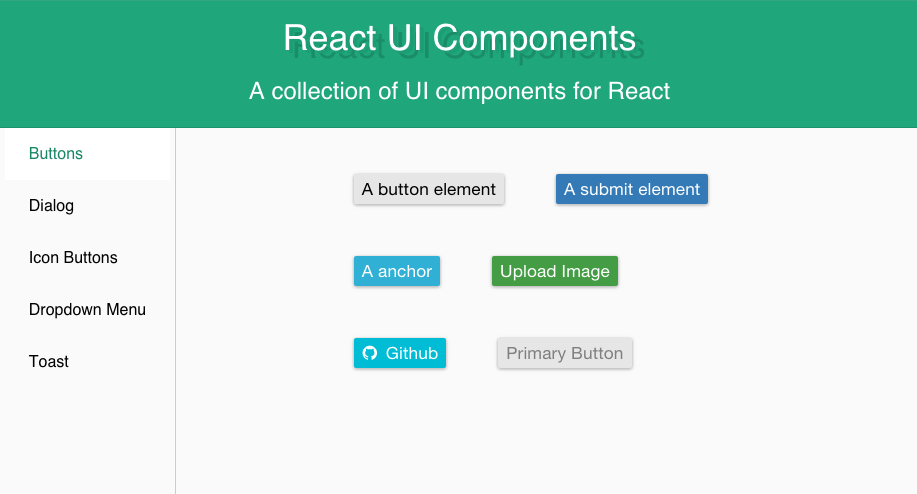 React UI Components
A collection of UI components for React
Buttons
Dialog
Icon Buttons
Dropdown Menu
Toast
A button element
A submit element
A anchor
Upload Image
Github
Primary Button